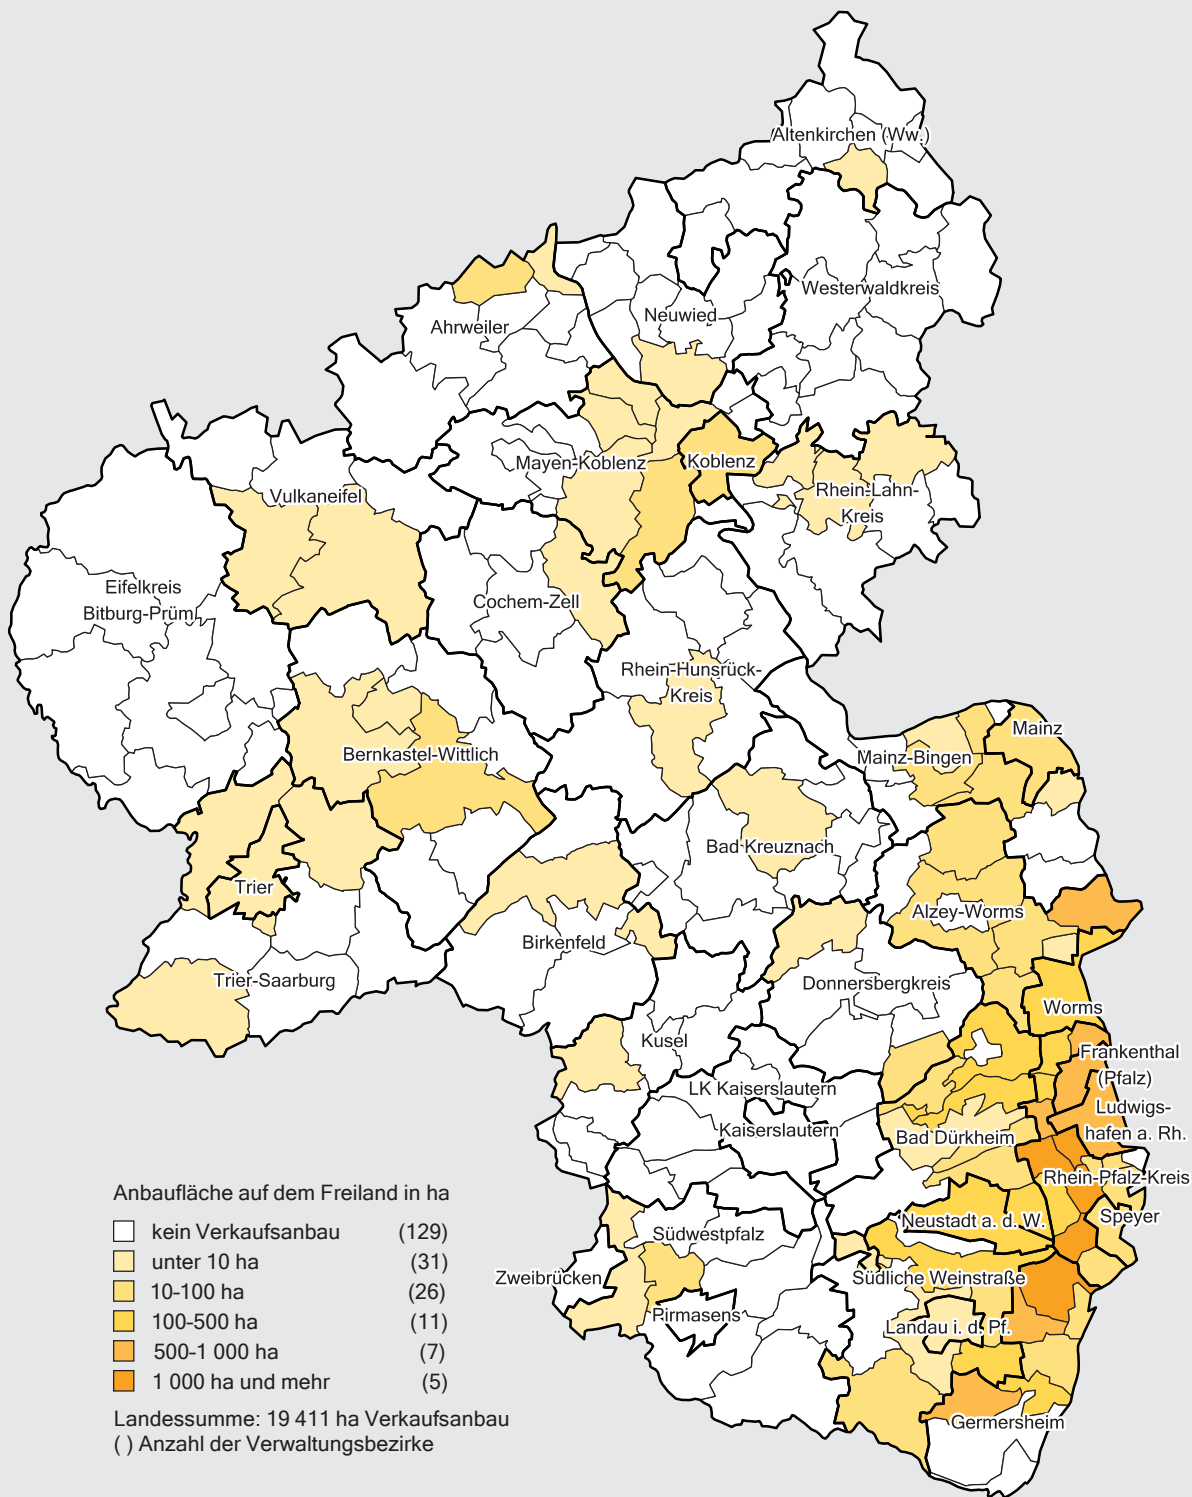 Altenkirchen (Ww.)
Westerwaldkreis
Neuwied
Ahrweiler
Mayen-Koblenz
Koblenz
Rhein-Lahn-
Kreis
Vulkaneifel
Eifelkreis
Bitburg-Prüm
Cochem-Zell
Rhein-Hunsrück-
Kreis
Mainz
Mainz-Bingen
Bernkastel-Wittlich
Bad Kreuznach
Trier
Alzey-Worms
Birkenfeld
Trier-Saarburg
Donnersbergkreis
Worms
Kusel
Frankenthal
(Pfalz)
LK Kaiserslautern
Ludwigs-
hafen a. Rh.
Kaiserslautern
Bad Dürkheim
Rhein-Pfalz-Kreis
Speyer
Neustadt a. d. W.
Südwestpfalz
Zweibrücken
Südliche Weinstraße
Pirmasens
Landau i. d. Pf.
Germersheim
Anbaufläche auf dem Freiland in ha
kein Verkaufsanbau (129)
unter 10 ha (31)
10-100 ha (26)
100-500 ha (11)
500-1 000 ha (7)
1 000 ha und mehr (5)
Landessumme: 19 411 ha Verkaufsanbau
( ) Anzahl der Verwaltungsbezirke